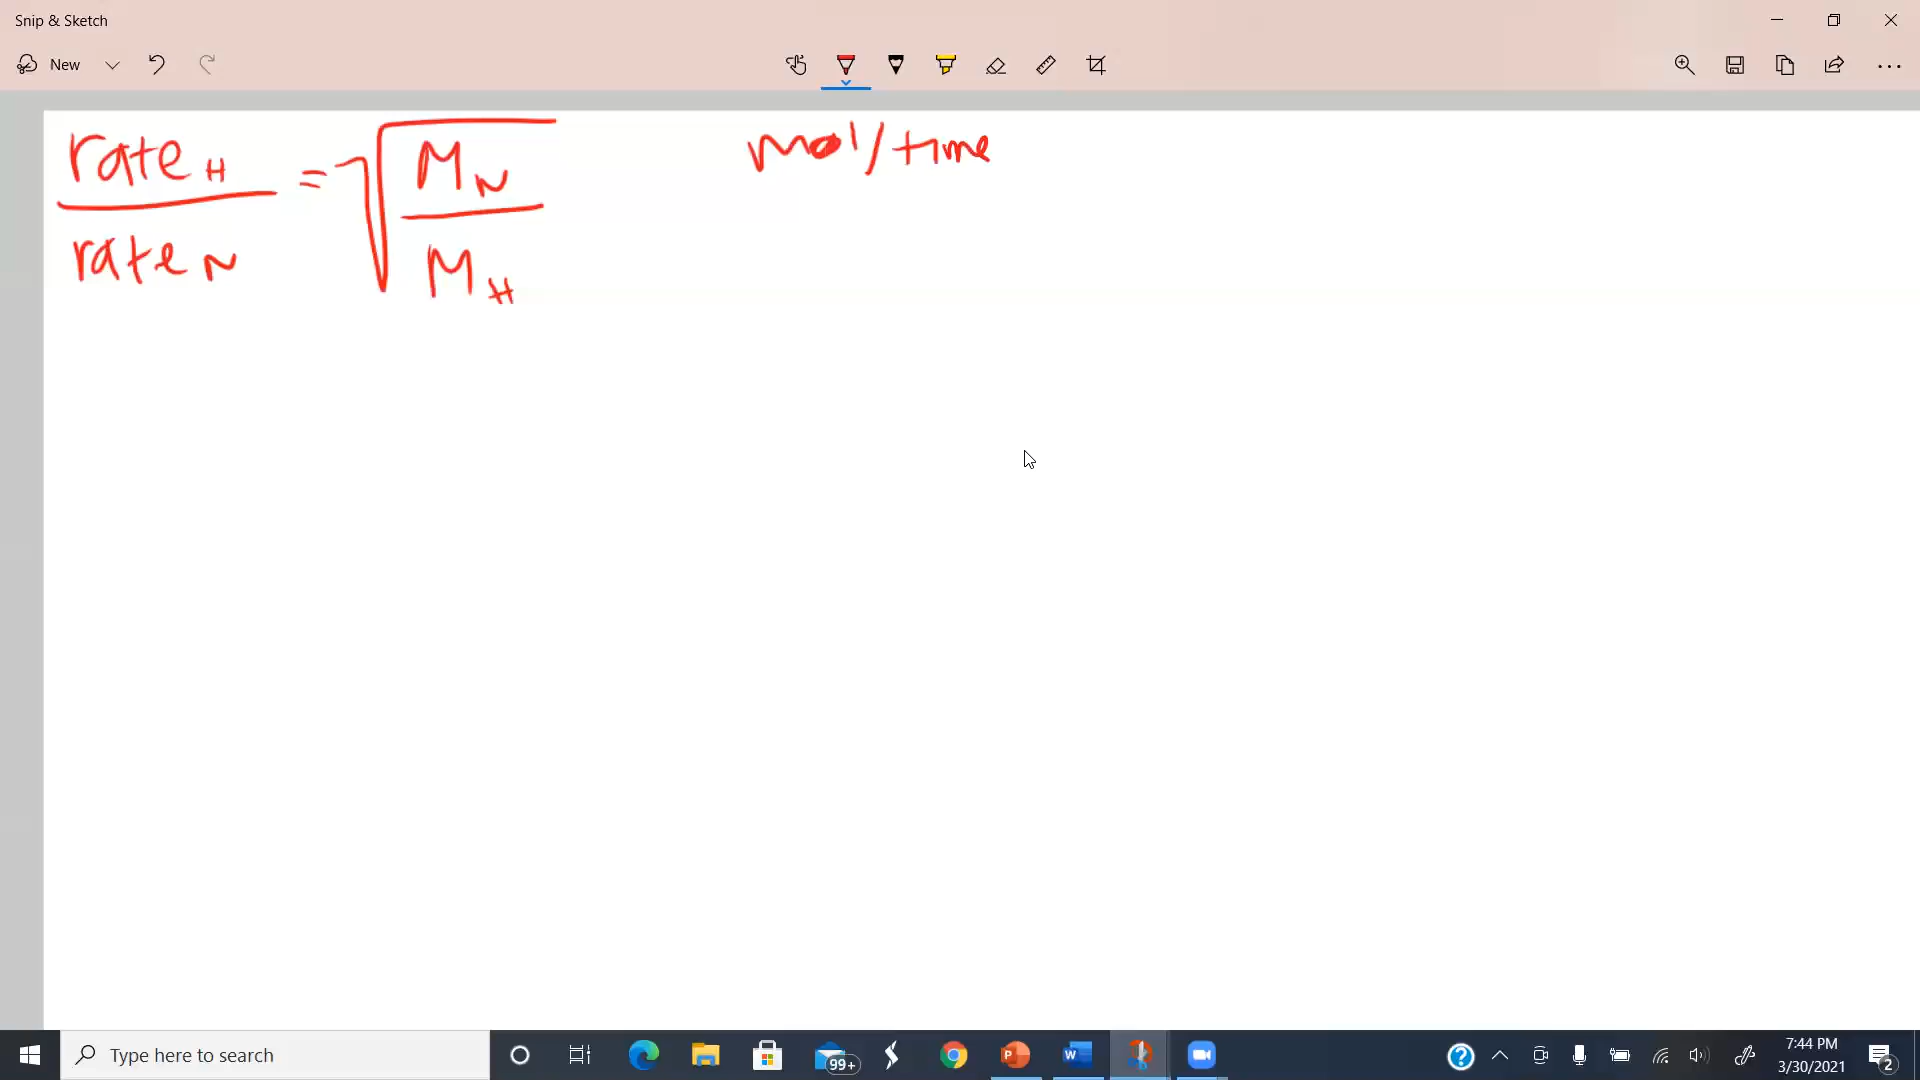 Snip & Sketch
New
rate H = √ M N mol/time
rate N M H
Type here to search
99+
7:44 PM
3/30/2021
2